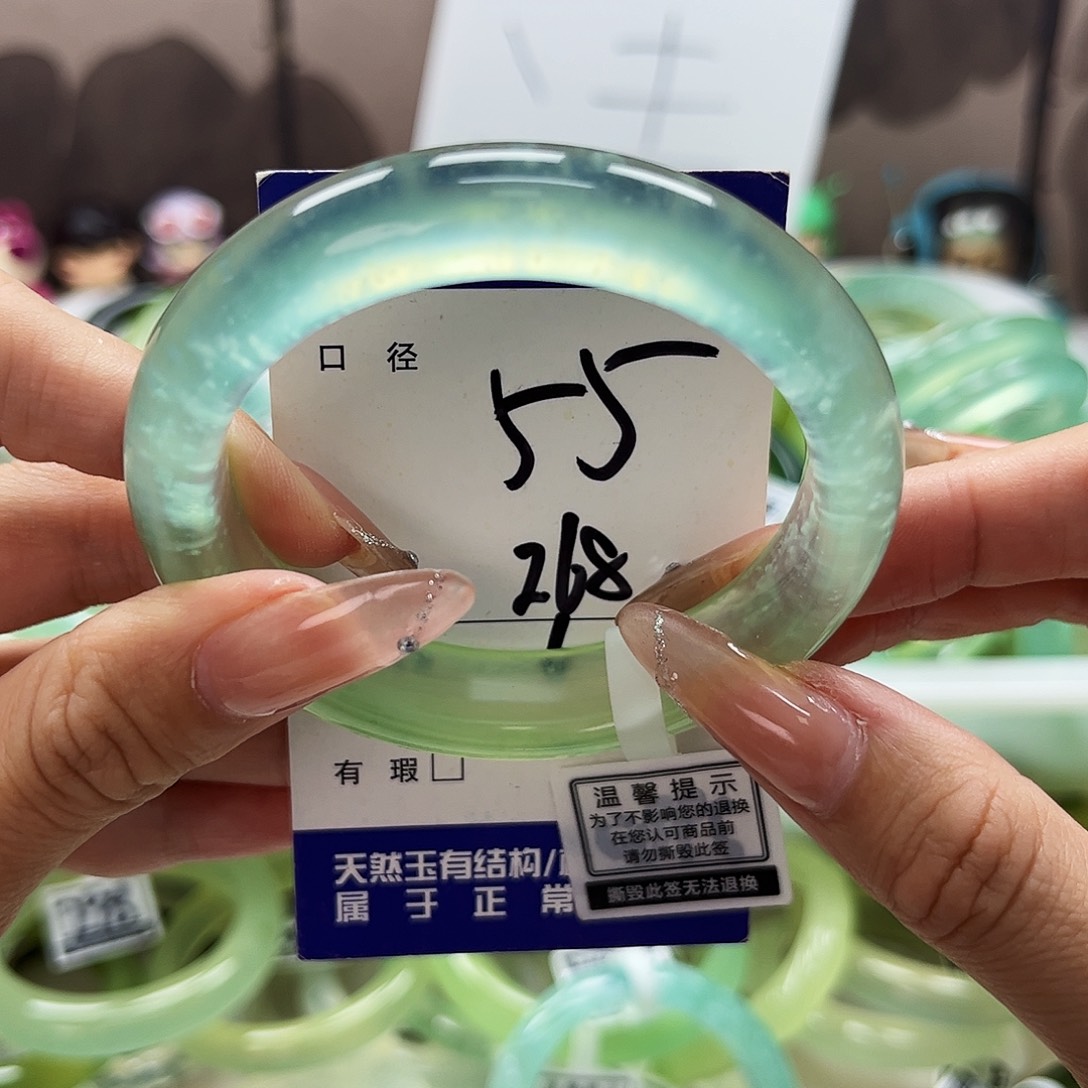 口 径
55
268
有 瑕 □
天然玉有结构/
属 于 正 常
温馨提示
为了不影响您的退换
在您认可商品前
请勿撕毁此签
撕毁此签无法退换